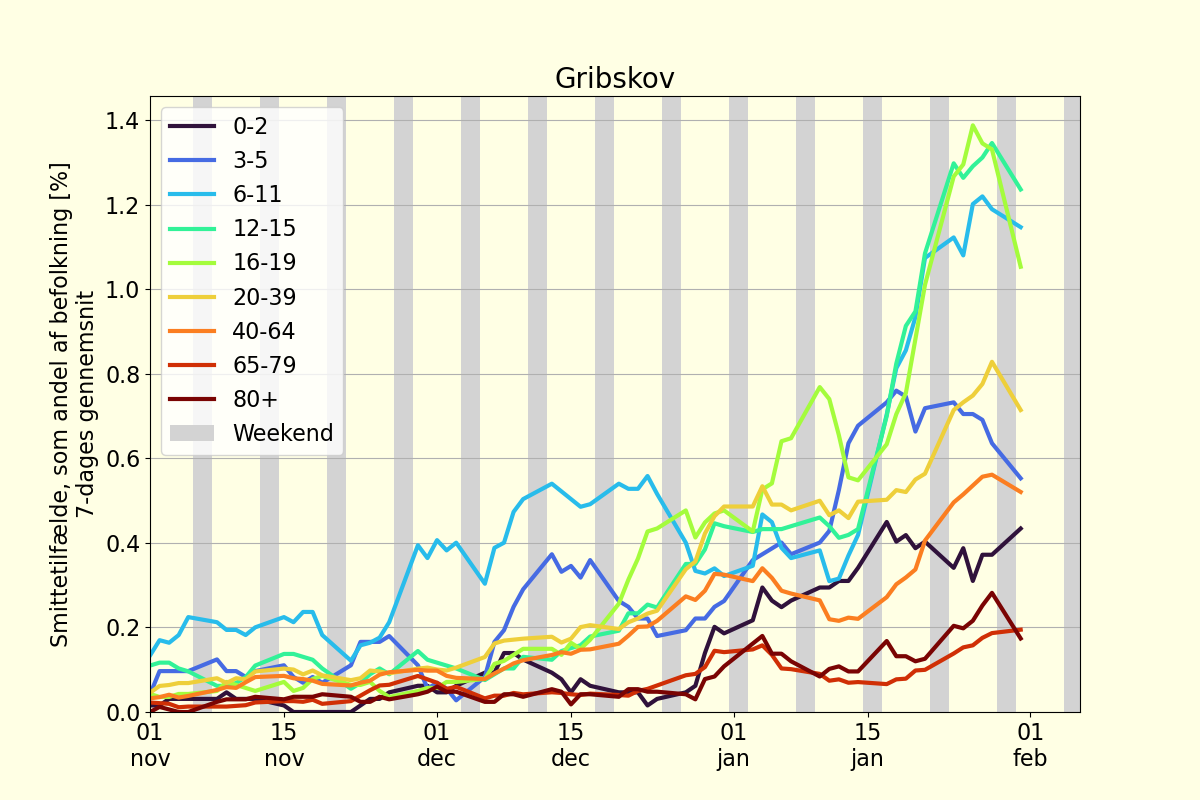 Gribskov
Smittetilfælde, som andel af befolkning [%]
7-dages gennemsnit
1.4
1.2
1.0
0.8
0.6
0.4
0.2
0.0
0-2
3-5
6-11
12-15
16-19
20-39
40-64
65-79
80+
Weekend
01 15 01 15 01 15 01
nov nov dec dec jan jan feb